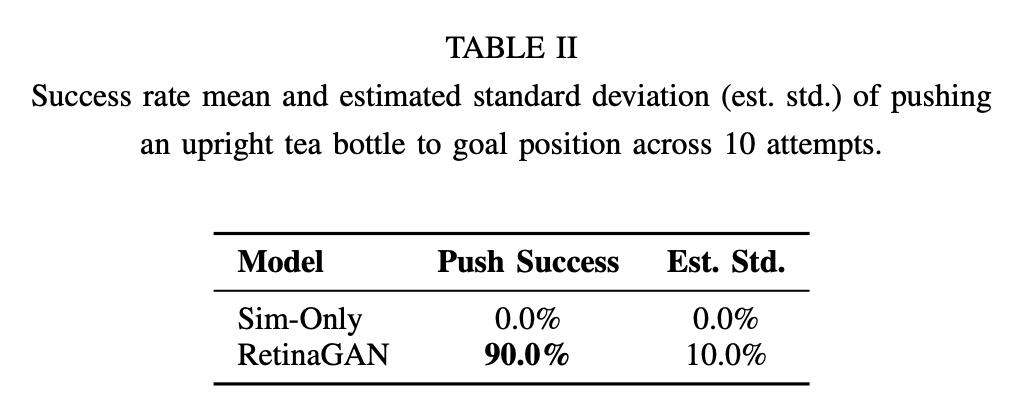 TABLE II
Success rate mean and estimated standard deviation (est. std.) of pushing
an upright tea bottle to goal position across 10 attempts.
Model Push Success Est. Std.
Sim-Only 0.0% 0.0%
RetinaGAN 90.0% 10.0%